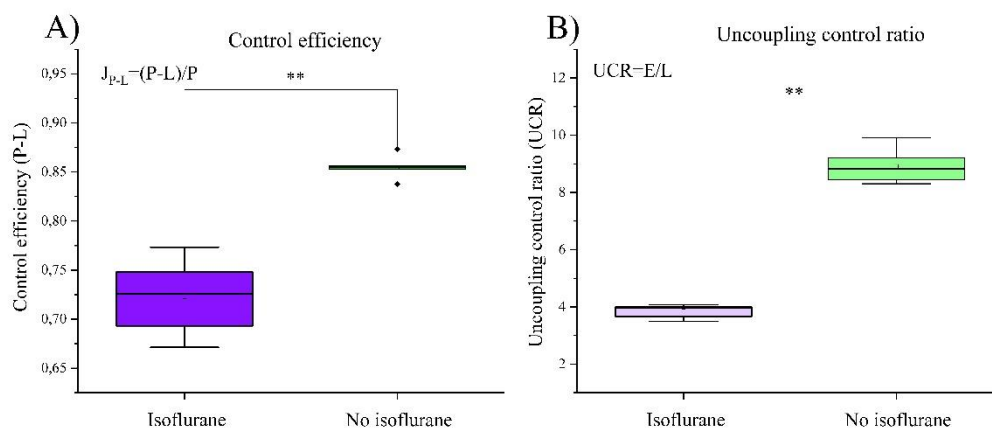 A)
Control efficiency
J_P-L=(P-L)/P
**
Control efficiency (P-L)
0,95
0,90
0,85
0,80
0,75
0,70
0,65
Isoflurane
No isoflurane
B)
Uncoupling control ratio
UCR=E/L
**
Uncoupling control ratio (UCR)
12
10
8
6
4
2
Isoflurane
No isoflurane